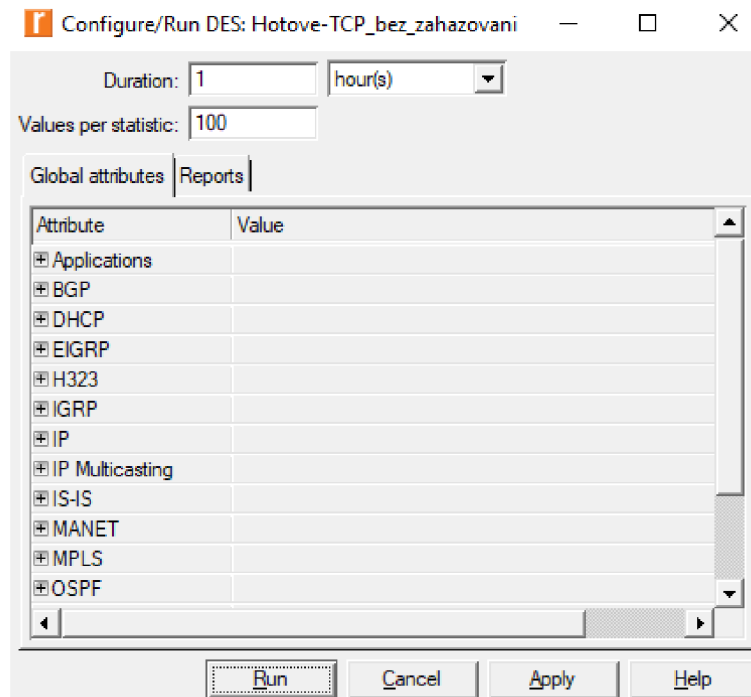 Configure/Run DES: Hotove-TCP_bez_zahazovani
Duration: 1 hour(s)
Values per statistic: 100
Global attributes Reports
Attribute Value
Applications
BGP
DHCP
EIGRP
H323
IGRP
IP
IP Multicasting
IS-IS
MANET
MPLS
OSPF
Run Cancel Apply Help